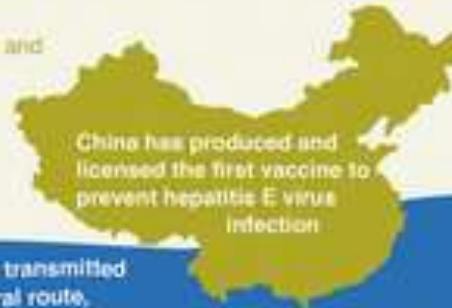 and
China has produced and
licensed the first vaccine to
prevent hepatitis E virus
infection
transmitted
ral route,